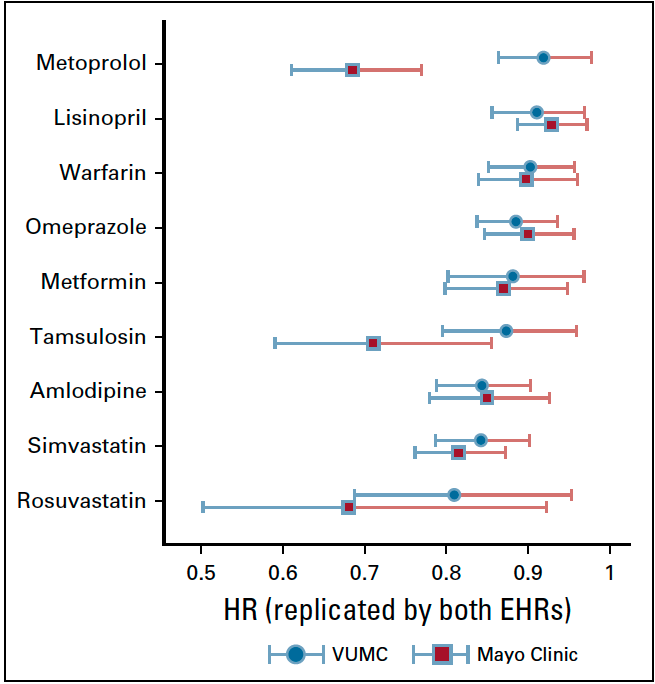 Metoprolol
Lisinopril
Warfarin
Omeprazole
Metformin
Tamsulosin
Amlodipine
Simvastatin
Rosuvastatin
0.5 0.6 0.7 0.8 0.9 1
HR (replicated by both EHRs)
VUMC Mayo Clinic